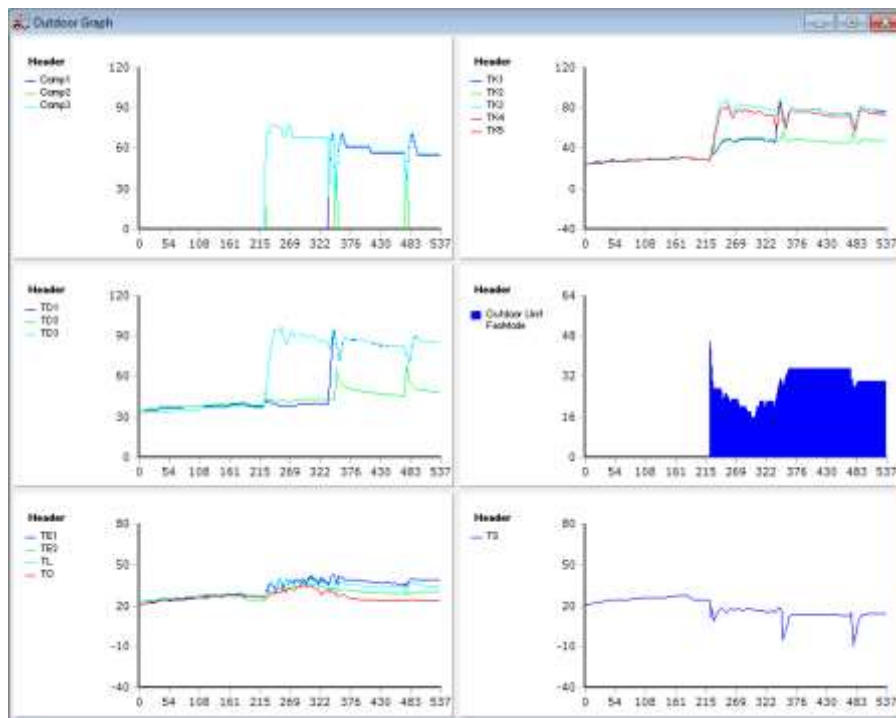 Outdoor Graph
Header
Comp1
Comp2
Comp3
120
90
60
30
0
0 54 108 161 215 269 322 376 430 483 537
Header
TK1
TK2
TK3
TK4
TK5
120
80
40
0
-40
0 54 108 161 215 269 322 376 430 483 537
Header
TD1
TD2
TD3
120
90
60
30
0
0 54 108 161 215 269 322 376 430 483 537
Header
Outdoor Unit
64
48
32
16
0
0 54 108 161 215 269 322 376 430 483 537
Header
TE1
TE2
TL
TO
80
50
20
-10
-40
0 54 108 161 215 269 322 376 430 483 537
Header
TS
80
50
20
-10
-40
0 54 108 161 215 269 322 376 430 483 537